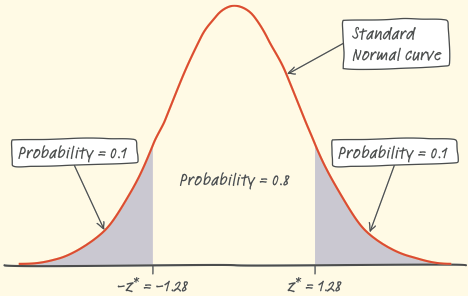 Standard
Normal curve
Probability = 0.1
Probability = 0.1
Probability = 0.8
-z* = -1.28
z* = 1.28